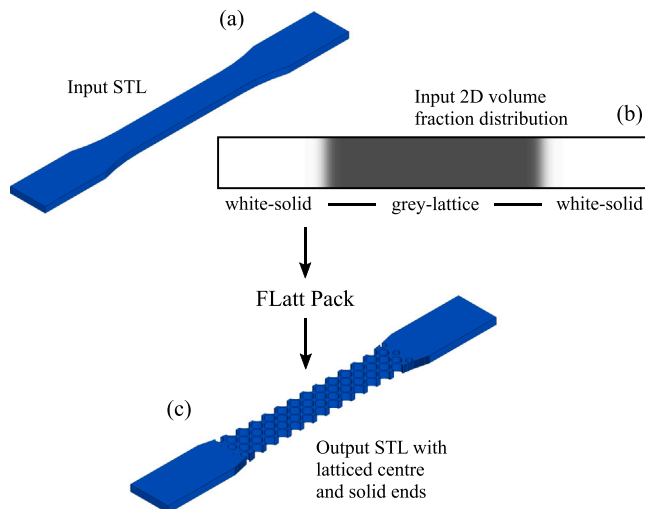 (a)
Input STL
Input 2D volume
fraction distribution
(b)
white-solid
grey-lattice
white-solid
FLatt Pack
(c)
Output STL with
latticed centre
and solid ends